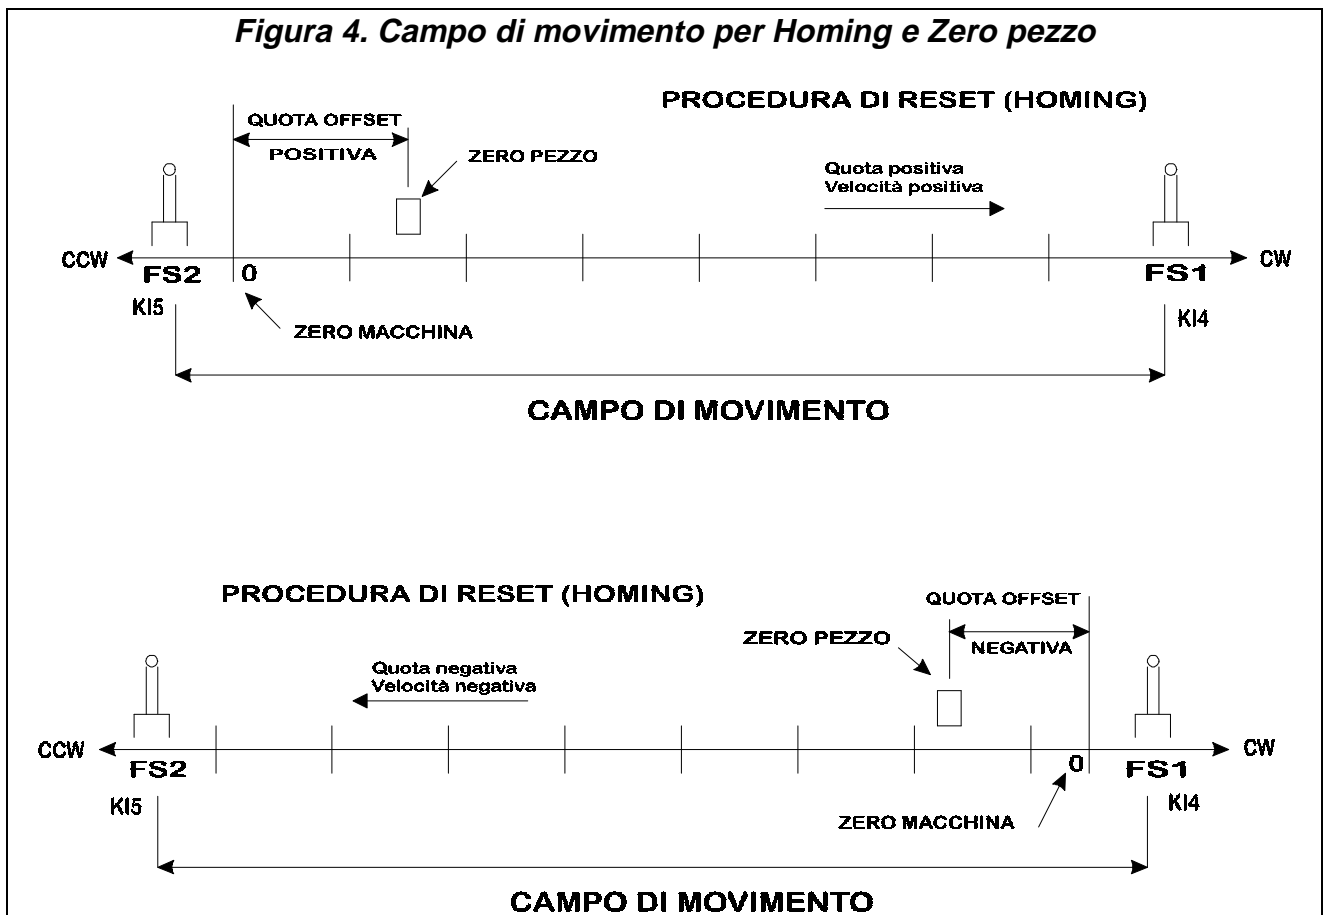 Figura 4. Campo di movimento per Homing e Zero pezzo
PROCEDURA DI RESET (HOMING)
QUOTA OFFSET
POSITIVA
ZERO PEZZO
Quota positiva
Velocità positiva
CCW
FS2
0
FS1
CW
KI5
ZERO MACCHINA
KI4
CAMPO DI MOVIMENTO
PROCEDURA DI RESET (HOMING)
QUOTA OFFSET
NEGATIVA
ZERO PEZZO
Quota negativa
Velocità negativa
CCW
FS2
0
FS1
CW
KI5
KI4
ZERO MACCHINA
CAMPO DI MOVIMENTO